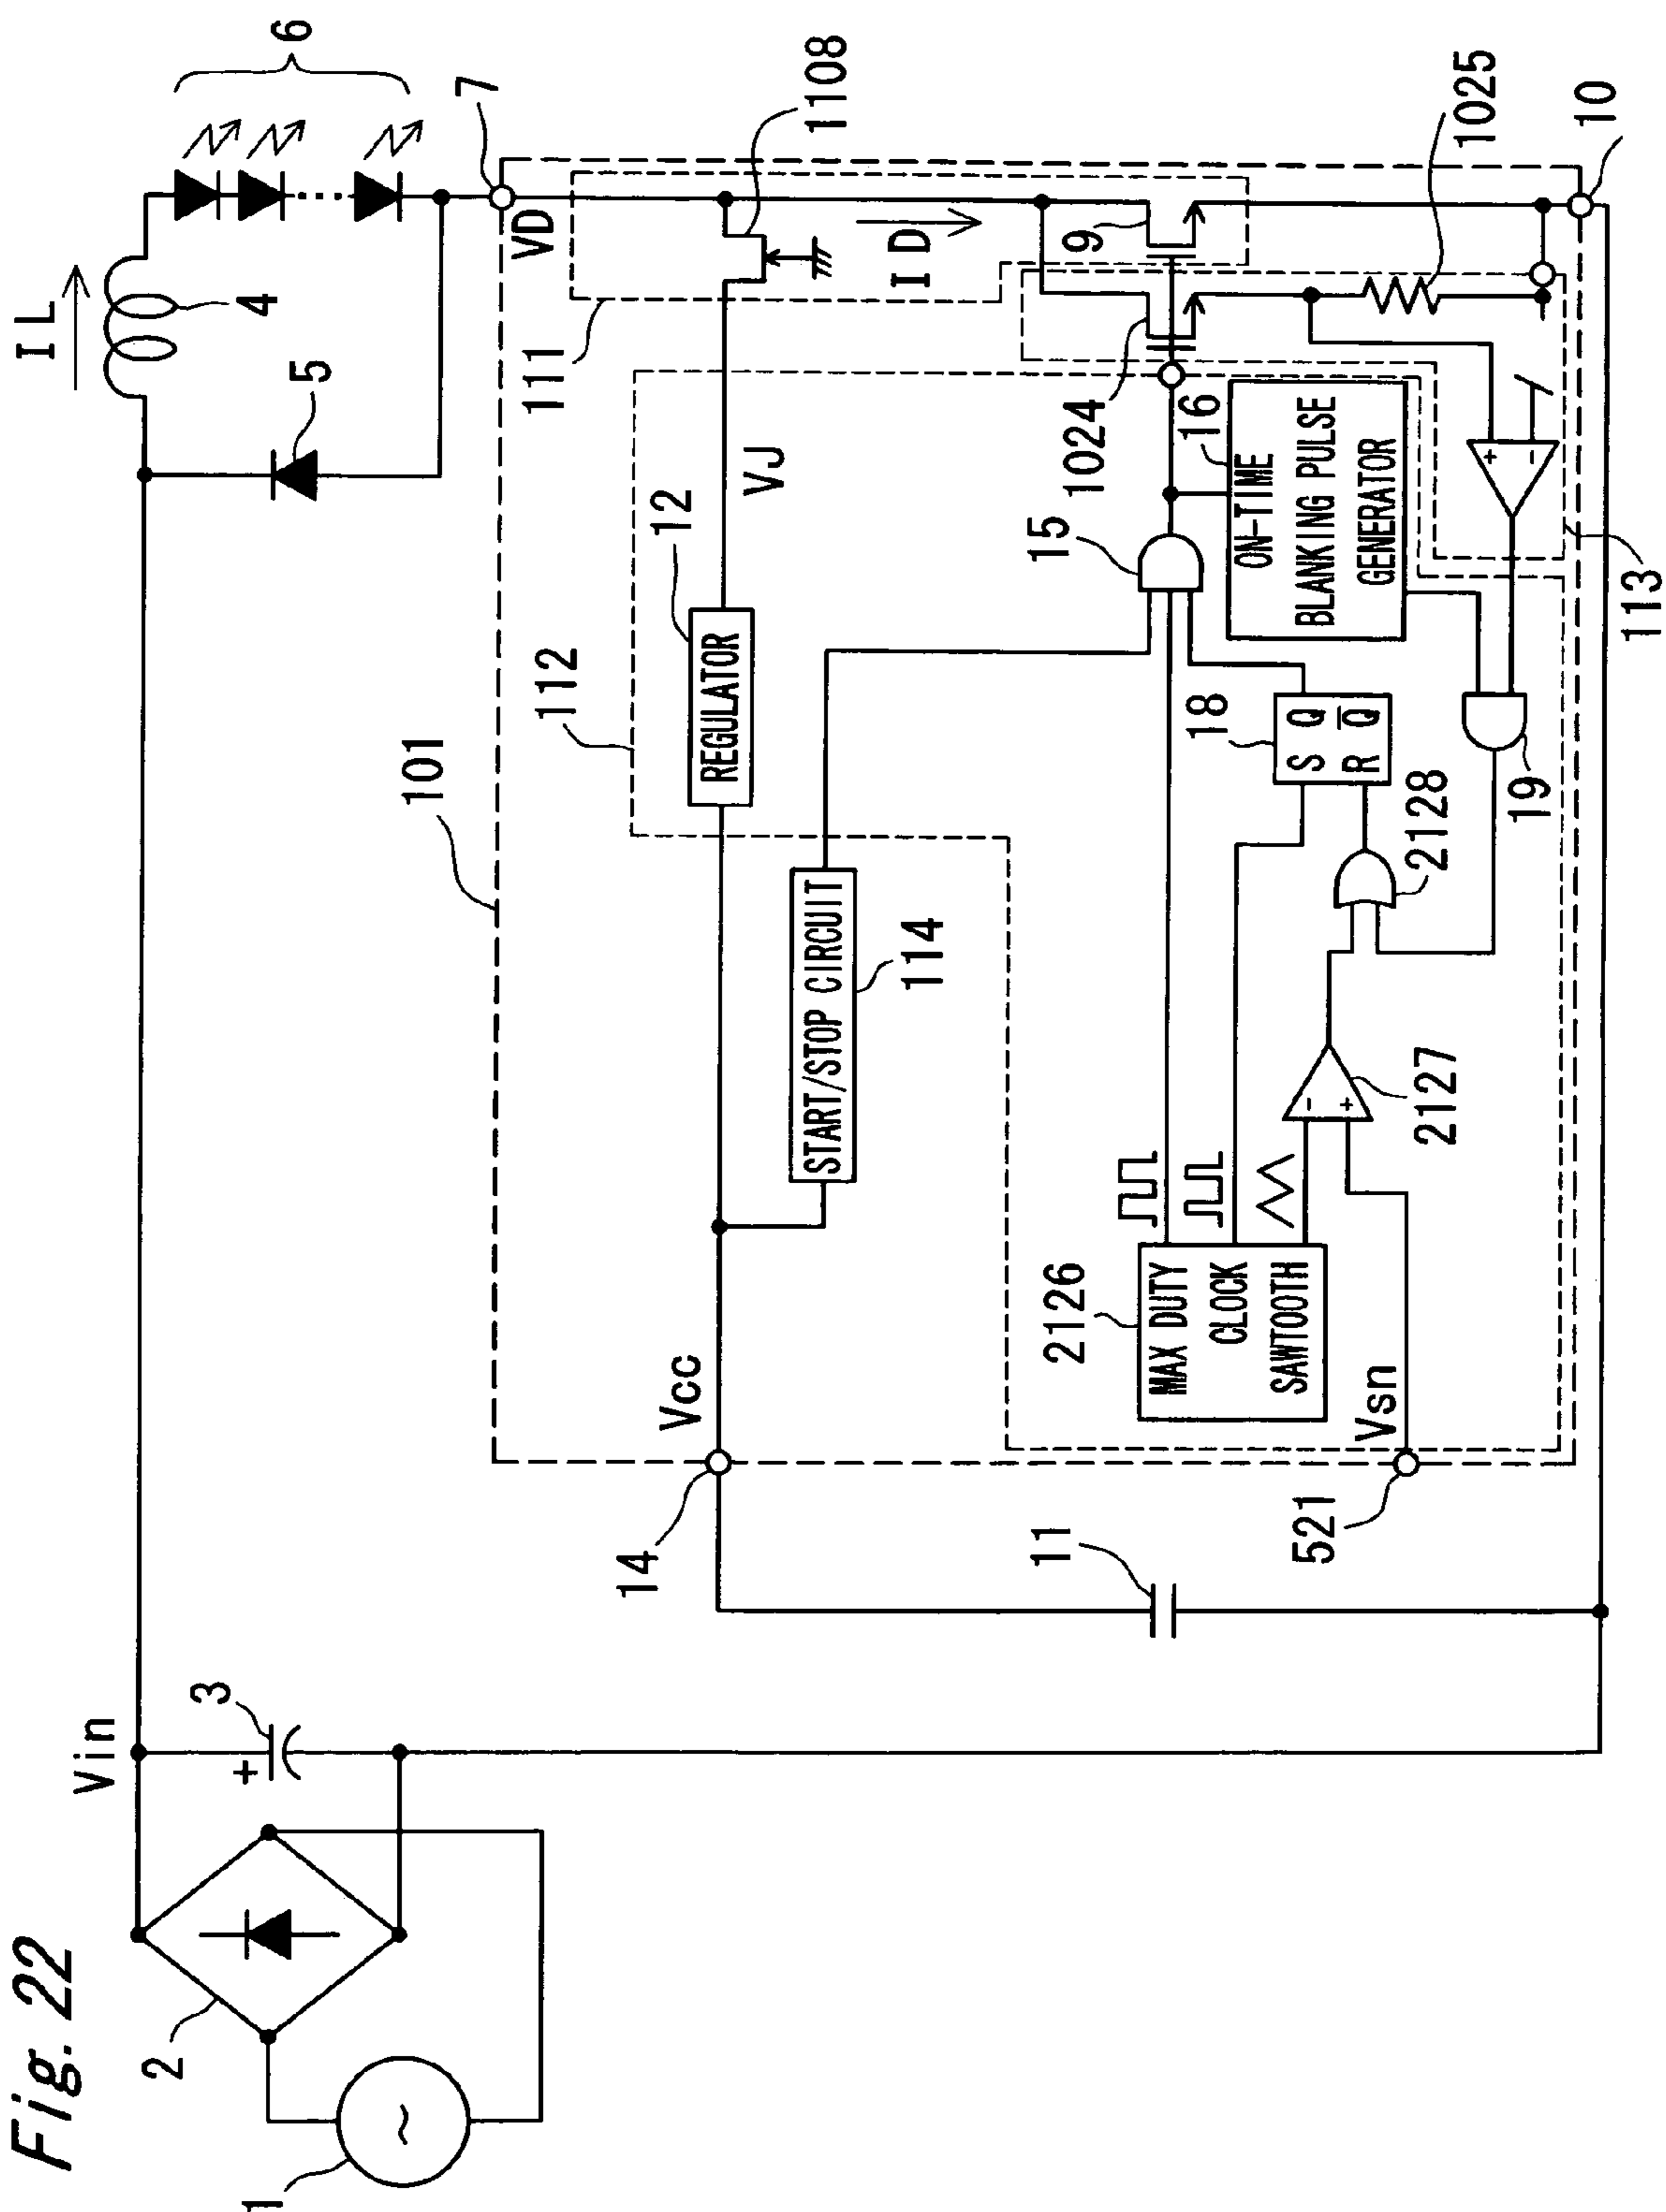 Fig. 22
I L
6
4
5
7
VD
1108
111
I D
9
1024
1025
10
Vin
3
+
2
1
~
101
112
12
REGULATOR
VJ
Vcc
14
START/STOP CIRCUIT
114
15
16
ON-TIME
BLANKING PULSE
GENERATOR
+
-
113
18
S Q
R Q̅
19
2128
2127
-
+
2126
MAX DUTY
CLOCK
SAWTOOTH
Vsn
521
11